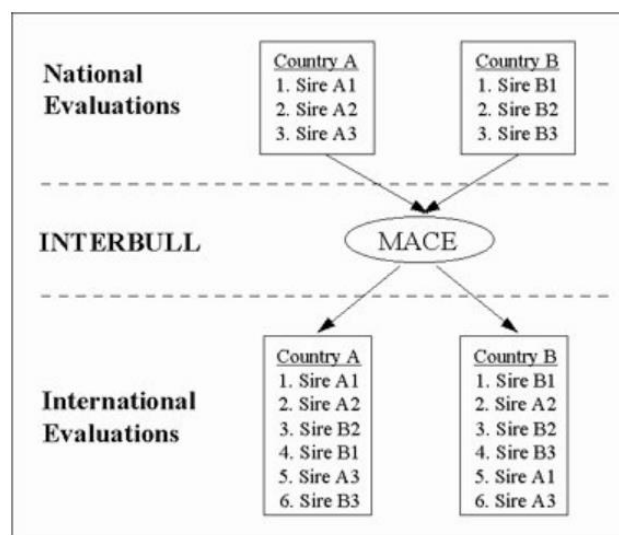 National Evaluations
Country A
1. Sire A1
2. Sire A2
3. Sire A3
Country B
1. Sire B1
2. Sire B2
3. Sire B3
INTERBULL
MACE
International Evaluations
Country A
1. Sire A1
2. Sire A2
3. Sire B2
4. Sire B1
5. Sire A3
6. Sire B3
Country B
1. Sire B1
2. Sire A2
3. Sire B2
4. Sire B3
5. Sire A1
6. Sire A3